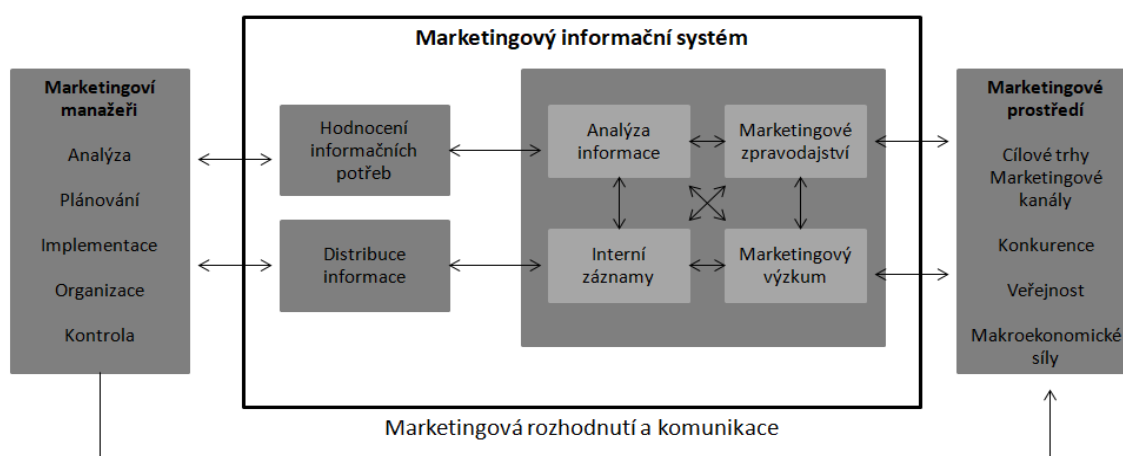 Marketingový informační systém
Marketingoví
manažeři
Analýza
Plánování
Implementace
Organizace
Kontrola
Hodnocení
informačních
potřeb
Distribuce
informace
Analýza
informace
Marketingové
zpravodajství
Interní
záznamy
Marketingový
výzkum
Marketingové
prostředí
Cílové trhy
Marketingové
kanály
Konkurence
Veřejnost
Makroekonomické
síly
Marketingová rozhodnutí a komunikace